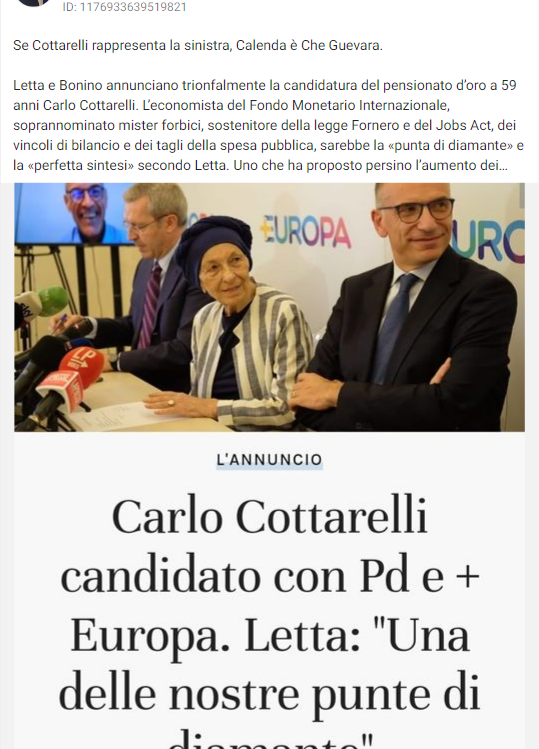 ID: 1176933639519821
Se Cottarelli rappresenta la sinistra, Calenda è Che Guevara.
Letta e Bonino annunciano trionfalmente la candidatura del pensionato d’oro a 59
anni Carlo Cottarelli. L’economista del Fondo Monetario Internazionale,
soprannominato mister forbici, sostenitore della legge Fornero e del Jobs Act, dei
vincoli di bilancio e dei tagli della spesa pubblica, sarebbe la «punta di diamante» e
la «perfetta sintesi» secondo Letta. Uno che ha proposto persino l’aumento dei…
+EUROPA
URO
LP
L'ANNUNCIO
Carlo Cottarelli
candidato con Pd e +
Europa. Letta: "Una
delle nostre punte di
diamante"